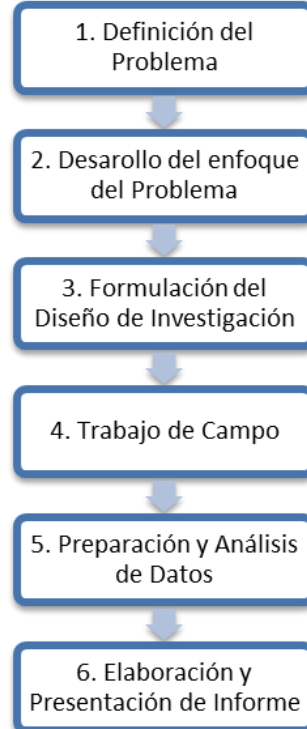 1. Definición del
Problema
2. Desarollo del enfoque
del Problema
3. Formulación del
Diseño de Investigación
4. Trabajo de Campo
5. Preparación y Análisis
de Datos
6. Elaboración y
Presentación de Informe